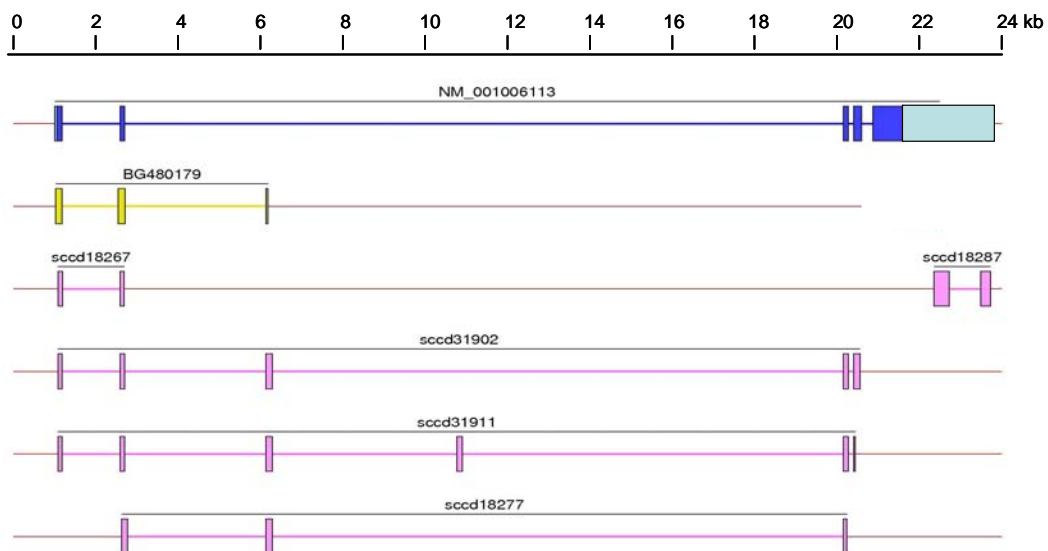 0 2 4 6 8 10 12 14 16 18 20 22 24 kb
NM_001006113
BG480179
sccd18267 sccd18287
sccd31902
sccd31911
sccd18277